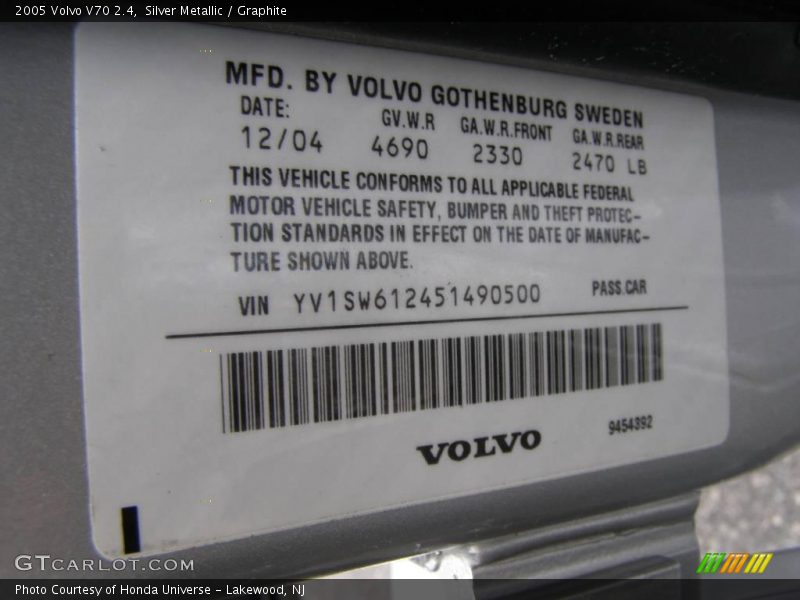 2005 Volvo V70 2.4, Silver Metallic / Graphite
MFD. BY VOLVO GOTHENBURG SWEDEN
DATE: GV.W.R GA.W.R.FRONT GA.W.R.REAR
12/04 4690 2330 2470 LB
THIS VEHICLE CONFORMS TO ALL APPLICABLE FEDERAL
MOTOR VEHICLE SAFETY, BUMPER AND THEFT PROTEC-
TION STANDARDS IN EFFECT ON THE DATE OF MANUFAC-
TURE SHOWN ABOVE.
VIN YV1SW612451490500 PASS.CAR
VOLVO 9454392
GTCARLOT.COM
Photo Courtesy of Honda Universe - Lakewood, NJ